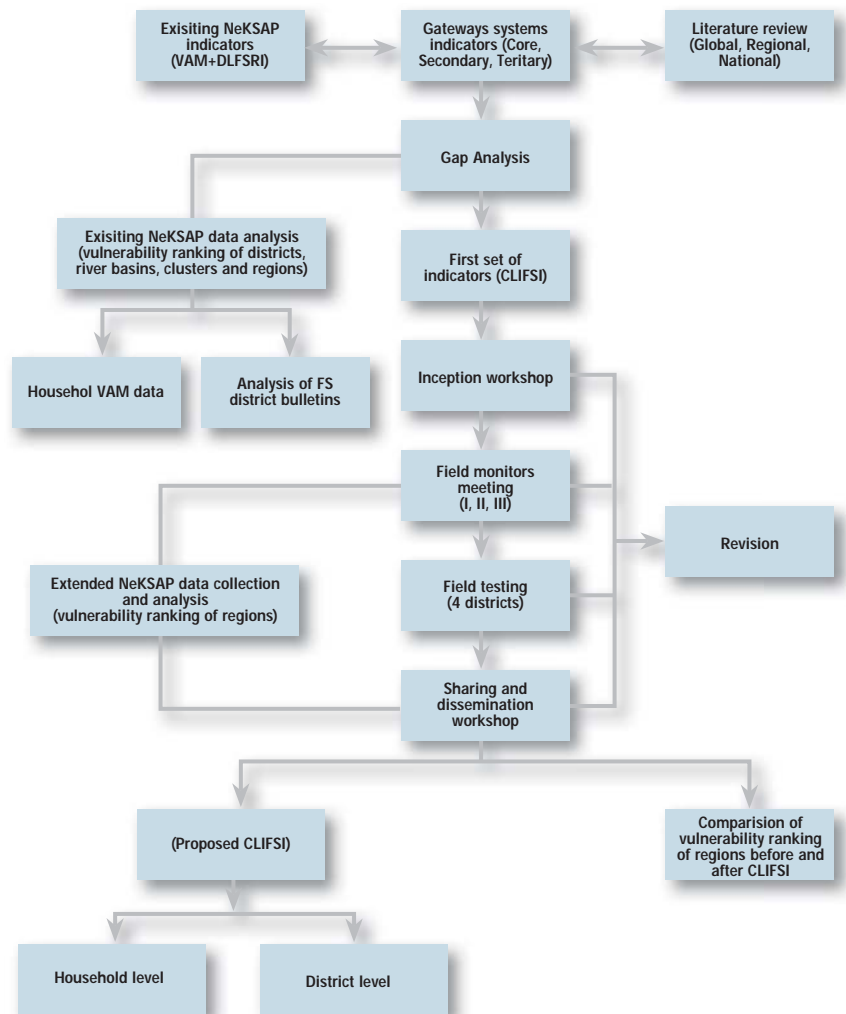 Exisiting NeKSAP
indicators
(VAM+DLFSRI)
Gateways systems
indicators (Core,
Secondary, Teritary)
Literature review
(Global, Regional,
National)
Gap Analysis
Exisiting NeKSAP data analysis
(vulnerability ranking of districts,
river basins, clusters and regions)
First set of
indicators (CLIFSI)
Househol VAM data
Analysis of FS
district bulletins
Inception workshop
Field monitors
meeting
(I, II, III)
Revision
Extended NeKSAP data collection
and analysis
(vulnerability ranking of regions)
Field testing
(4 districts)
Sharing and
dissemination
workshop
(Proposed CLIFSI)
Comparision of
vulnerability ranking
of regions before and
after CLIFSI
Household level
District level